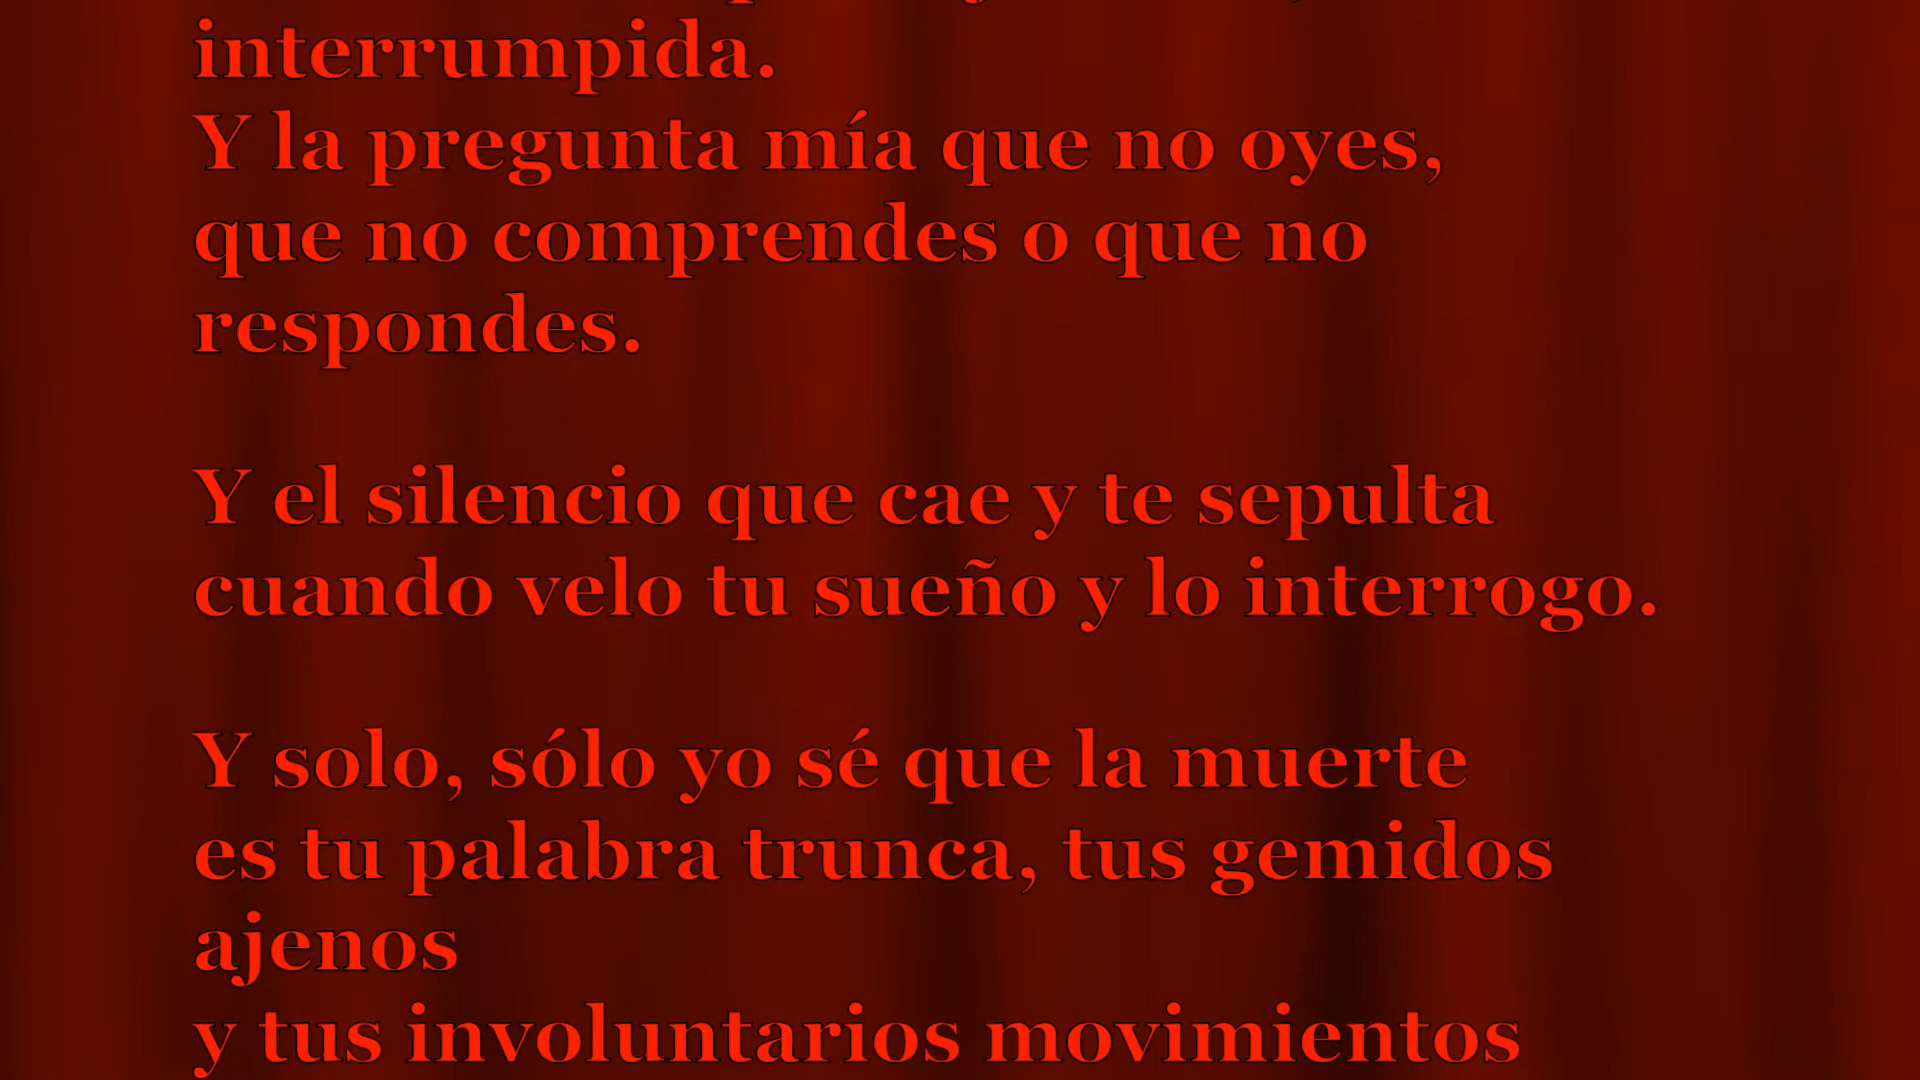 interrumpida.
Y la pregunta mía que no oyes,
que no comprendes o que no
respondes.
Y el silencio que cae y te sepulta
cuando velo tu sueño y lo interrogo.
Y solo, sólo yo sé que la muerte
es tu palabra trunca, tus gemidos
ajenos
y tus involuntarios movimientos